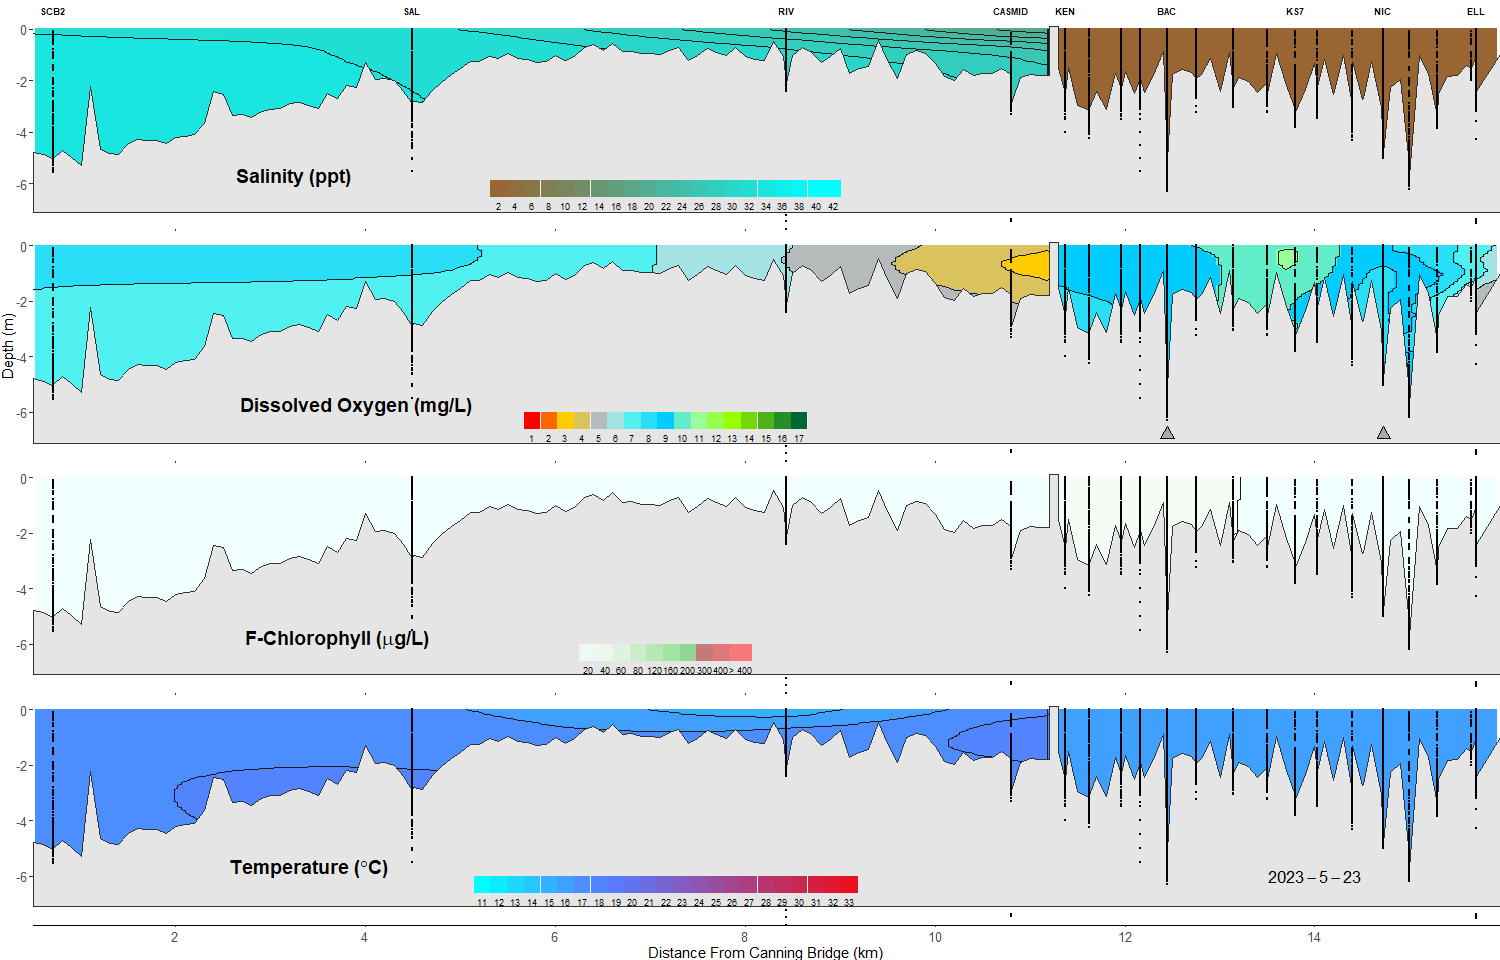 SCB2 SAL RIV CASMID KEN BAC KS7 NIC ELL
0
-2
-4
-6
Salinity (ppt)
2 4 6 8 10 12 14 16 18 20 22 24 26 28 30 32 34 36 38 40 42
0
-2
-4
-6
Depth (m)
Dissolved Oxygen (mg/L)
1 2 3 4 5 6 7 8 9 10 11 12 13 14 15 16 17
0
-2
-4
-6
F-Chlorophyll (μg/L)
20 40 60 80 120 160 200 300 400 > 400
0
-2
-4
-6
Temperature (°C)
2023 – 5 – 23
11 12 13 14 15 16 17 18 19 20 21 22 23 24 25 26 27 28 29 30 31 32 33
2 4 6 8 10 12 14
Distance From Canning Bridge (km)